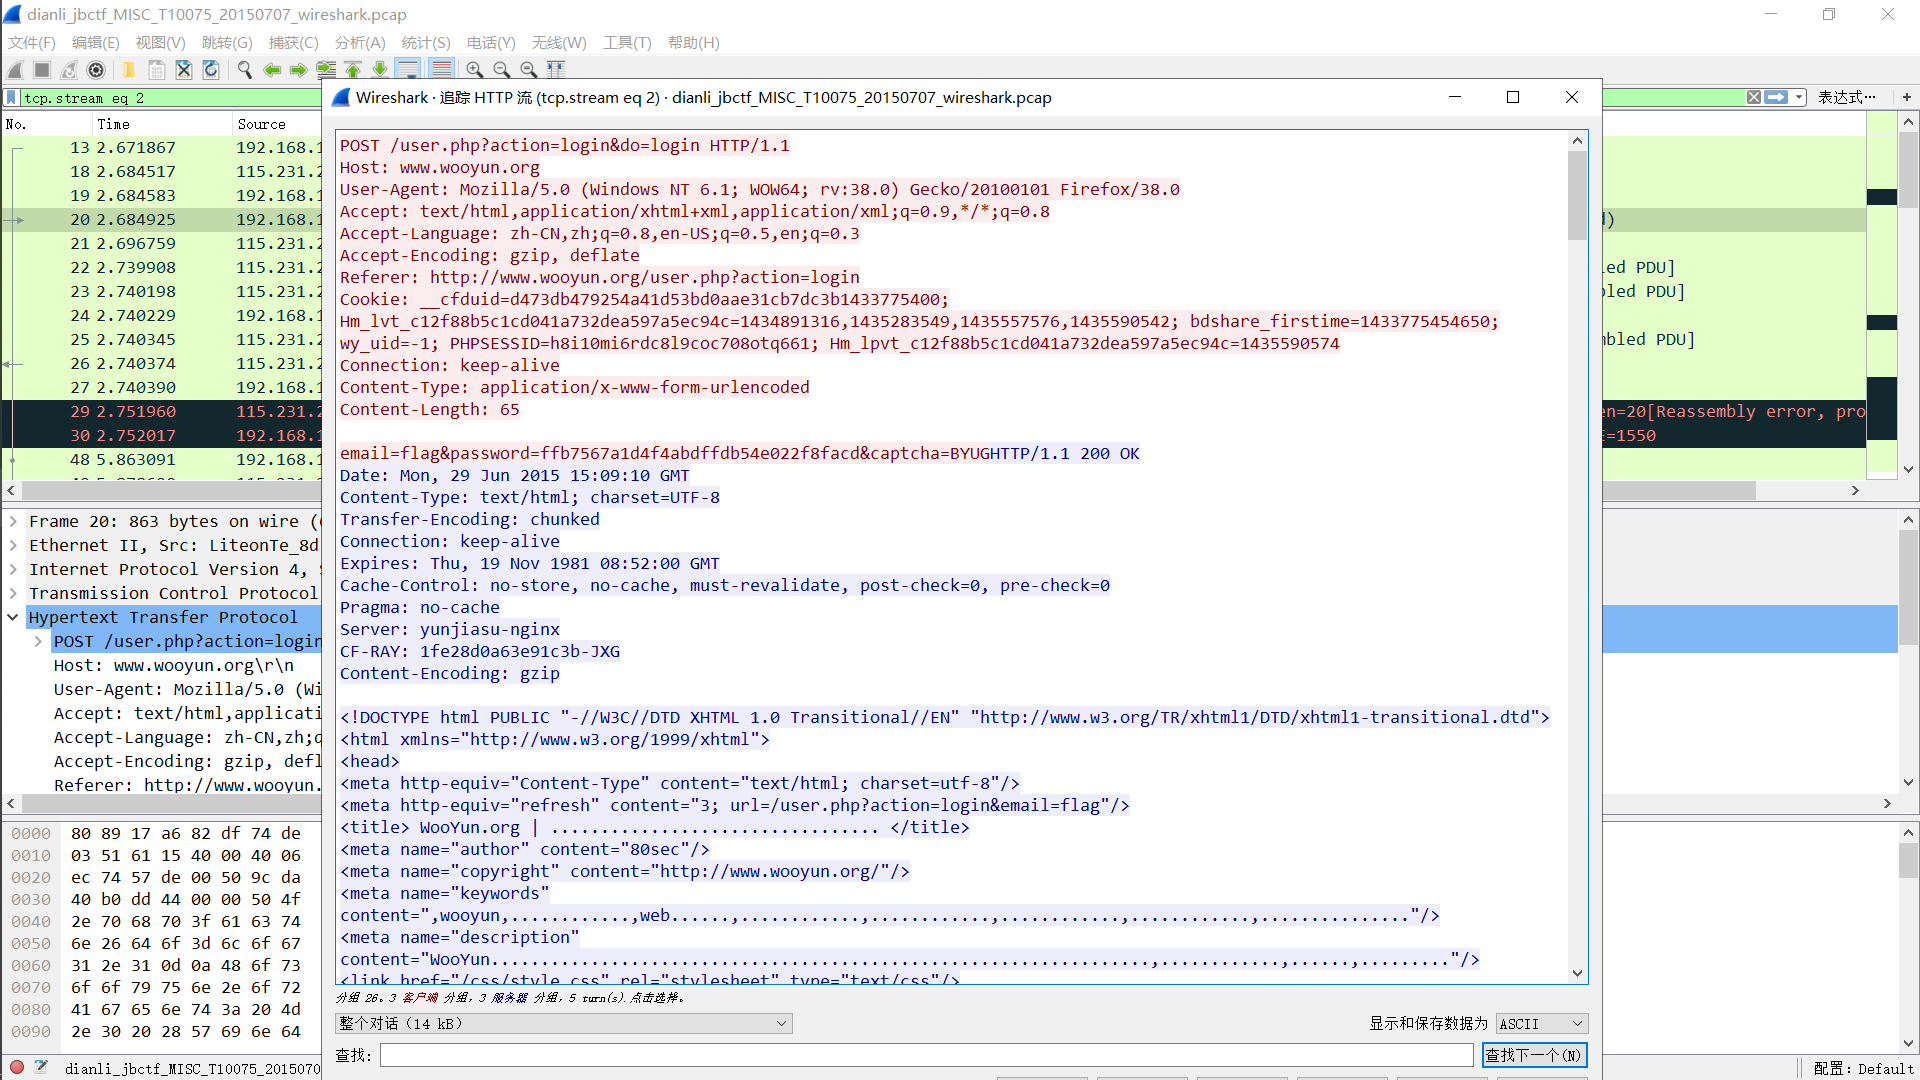 dianli_jbctf_MISC_T10075_20150707_wireshark.pcap
文件(F) 编辑(E) 视图(V) 跳转(G) 捕获(C) 分析(A) 统计(S) 电话(Y) 无线(W) 工具(T) 帮助(H)
tcp.stream eq 2
表达式…
+
No. Time Source
13 2.671867 192.168.1
18 2.684517 115.231.2
19 2.684583 192.168.1
20 2.684925 192.168.1
21 2.696759 115.231.2
22 2.739908 115.231.2
23 2.740198 115.231.2
24 2.740229 192.168.1
25 2.740345 115.231.2
26 2.740374 115.231.2
27 2.740390 192.168.1
29 2.751960 115.231.2
30 2.752017 192.168.1
48 5.863091 192.168.1
led PDU]
bled PDU]
mbled PDU]
en=20[Reassembly error, pro
=1550
Frame 20: 863 bytes on wire (
Ethernet II, Src: LiteonTe_8d
Internet Protocol Version 4,
Transmission Control Protocol
Hypertext Transfer Protocol
POST /user.php?action=login
Host: www.wooyun.org\r\n
User-Agent: Mozilla/5.0 (Wi
Accept: text/html,applicati
Accept-Language: zh-CN,zh;q
Accept-Encoding: gzip, defl
Referer: http://www.wooyun.
0000 80 89 17 a6 82 df 74 de
0010 03 51 61 15 40 00 40 06
0020 ec 74 57 de 00 50 9c da
0030 40 b0 dd 44 00 00 50 4f
0040 2e 70 68 70 3f 61 63 74
0050 6e 26 64 6f 3d 6c 6f 67
0060 31 2e 31 0d 0a 48 6f 73
0070 6f 6f 79 75 6e 2e 6f 72
0080 41 67 65 6e 74 3a 20 4d
0090 2e 30 20 28 57 69 6e 64
dianli_jbctf_MISC_T10075_2015070
配置：Default
Wireshark · 追踪 HTTP 流 (tcp.stream eq 2) · dianli_jbctf_MISC_T10075_20150707_wireshark.pcap
POST /user.php?action=login&do=login HTTP/1.1
Host: www.wooyun.org
User-Agent: Mozilla/5.0 (Windows NT 6.1; WOW64; rv:38.0) Gecko/20100101 Firefox/38.0
Accept: text/html,application/xhtml+xml,application/xml;q=0.9,*/*;q=0.8
Accept-Language: zh-CN,zh;q=0.8,en-US;q=0.5,en;q=0.3
Accept-Encoding: gzip, deflate
Referer: http://www.wooyun.org/user.php?action=login
Cookie: __cfduid=d473db479254a41d53bd0aae31cb7dc3b1433775400;
Hm_lvt_c12f88b5c1cd041a732dea597a5ec94c=1434891316,1435283549,1435557576,1435590542; bdshare_firstime=1433775454650;
wy_uid=-1; PHPSESSID=h8i10mi6rdc8l9coc708otq661; Hm_lpvt_c12f88b5c1cd041a732dea597a5ec94c=1435590574
Connection: keep-alive
Content-Type: application/x-www-form-urlencoded
Content-Length: 65
email=flag&password=ffb7567a1d4f4abdffdb54e022f8facd&captcha=BYUGHTTP/1.1 200 OK
Date: Mon, 29 Jun 2015 15:09:10 GMT
Content-Type: text/html; charset=UTF-8
Transfer-Encoding: chunked
Connection: keep-alive
Expires: Thu, 19 Nov 1981 08:52:00 GMT
Cache-Control: no-store, no-cache, must-revalidate, post-check=0, pre-check=0
Pragma: no-cache
Server: yunjiasu-nginx
CF-RAY: 1fe28d0a63e91c3b-JXG
Content-Encoding: gzip
<!DOCTYPE html PUBLIC "-//W3C//DTD XHTML 1.0 Transitional//EN" "http://www.w3.org/TR/xhtml1/DTD/xhtml1-transitional.dtd">
<html xmlns="http://www.w3.org/1999/xhtml">
<head>
<meta http-equiv="Content-Type" content="text/html; charset=utf-8"/>
<meta http-equiv="refresh" content="3; url=/user.php?action=login&email=flag"/>
<title> WooYun.org | ................................. </title>
<meta name="author" content="80sec"/>
<meta name="copyright" content="http://www.wooyun.org/"/>
<meta name="keywords"
content=",wooyun,............,web......,............,............,............,............,..............."/>
<meta name="description"
content="WooYun..................................................................,............,......,........."/>
<link href="/css/style.css" rel="stylesheet" type="text/css"/>
分组 26。3 客户端 分组，3 服务器 分组，5 turn(s).点击选择。
整个对话（14 kB）
显示和保存数据为 ASCII
查找:
查找下一个(N)